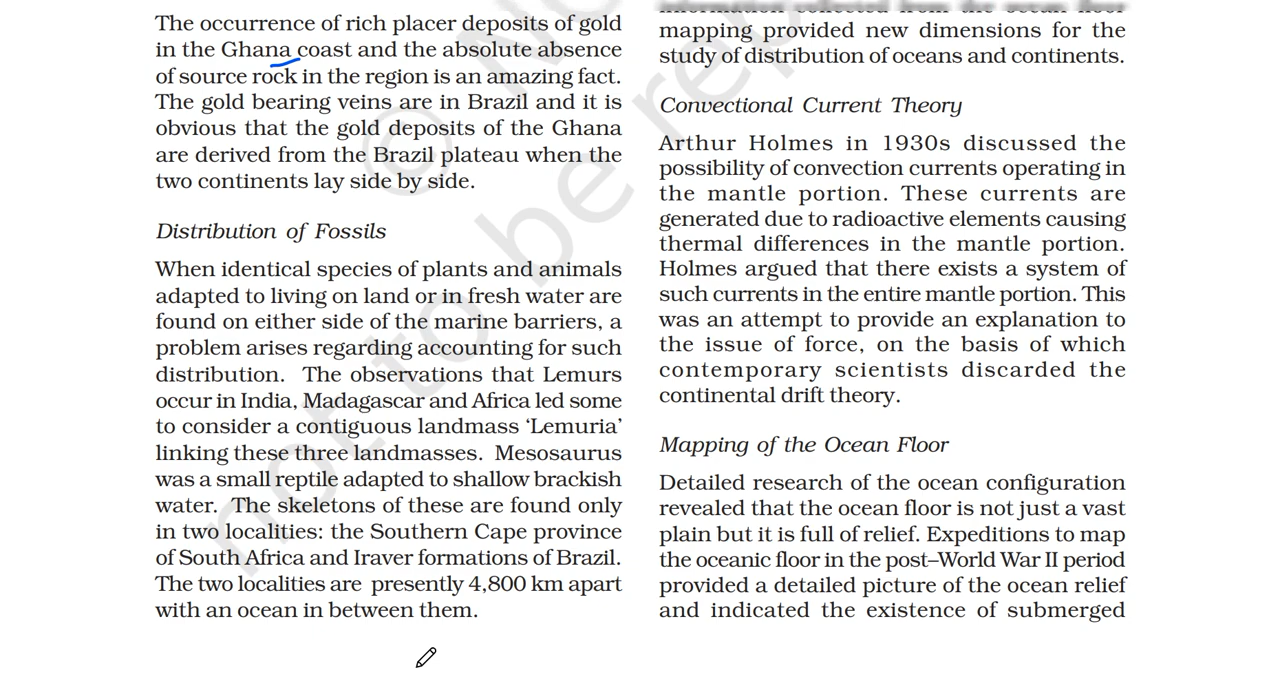 The occurrence of rich placer deposits of gold
in the Ghana coast and the absolute absence
of source rock in the region is an amazing fact.
The gold bearing veins are in Brazil and it is
obvious that the gold deposits of the Ghana
are derived from the Brazil plateau when the
two continents lay side by side.
Distribution of Fossils
When identical species of plants and animals
adapted to living on land or in fresh water are
found on either side of the marine barriers, a
problem arises regarding accounting for such
distribution. The observations that Lemurs
occur in India, Madagascar and Africa led some
to consider a contiguous landmass ‘Lemuria’
linking these three landmasses. Mesosaurus
was a small reptile adapted to shallow brackish
water. The skeletons of these are found only
in two localities: the Southern Cape province
of South Africa and Iraver formations of Brazil.
The two localities are presently 4,800 km apart
with an ocean in between them.
information collected from the ocean floor
mapping provided new dimensions for the
study of distribution of oceans and continents.
Convectional Current Theory
Arthur Holmes in 1930s discussed the
possibility of convection currents operating in
the mantle portion. These currents are
generated due to radioactive elements causing
thermal differences in the mantle portion.
Holmes argued that there exists a system of
such currents in the entire mantle portion. This
was an attempt to provide an explanation to
the issue of force, on the basis of which
contemporary scientists discarded the
continental drift theory.
Mapping of the Ocean Floor
Detailed research of the ocean configuration
revealed that the ocean floor is not just a vast
plain but it is full of relief. Expeditions to map
the oceanic floor in the post–World War II period
provided a detailed picture of the ocean relief
and indicated the existence of submerged
© N
not to be rep